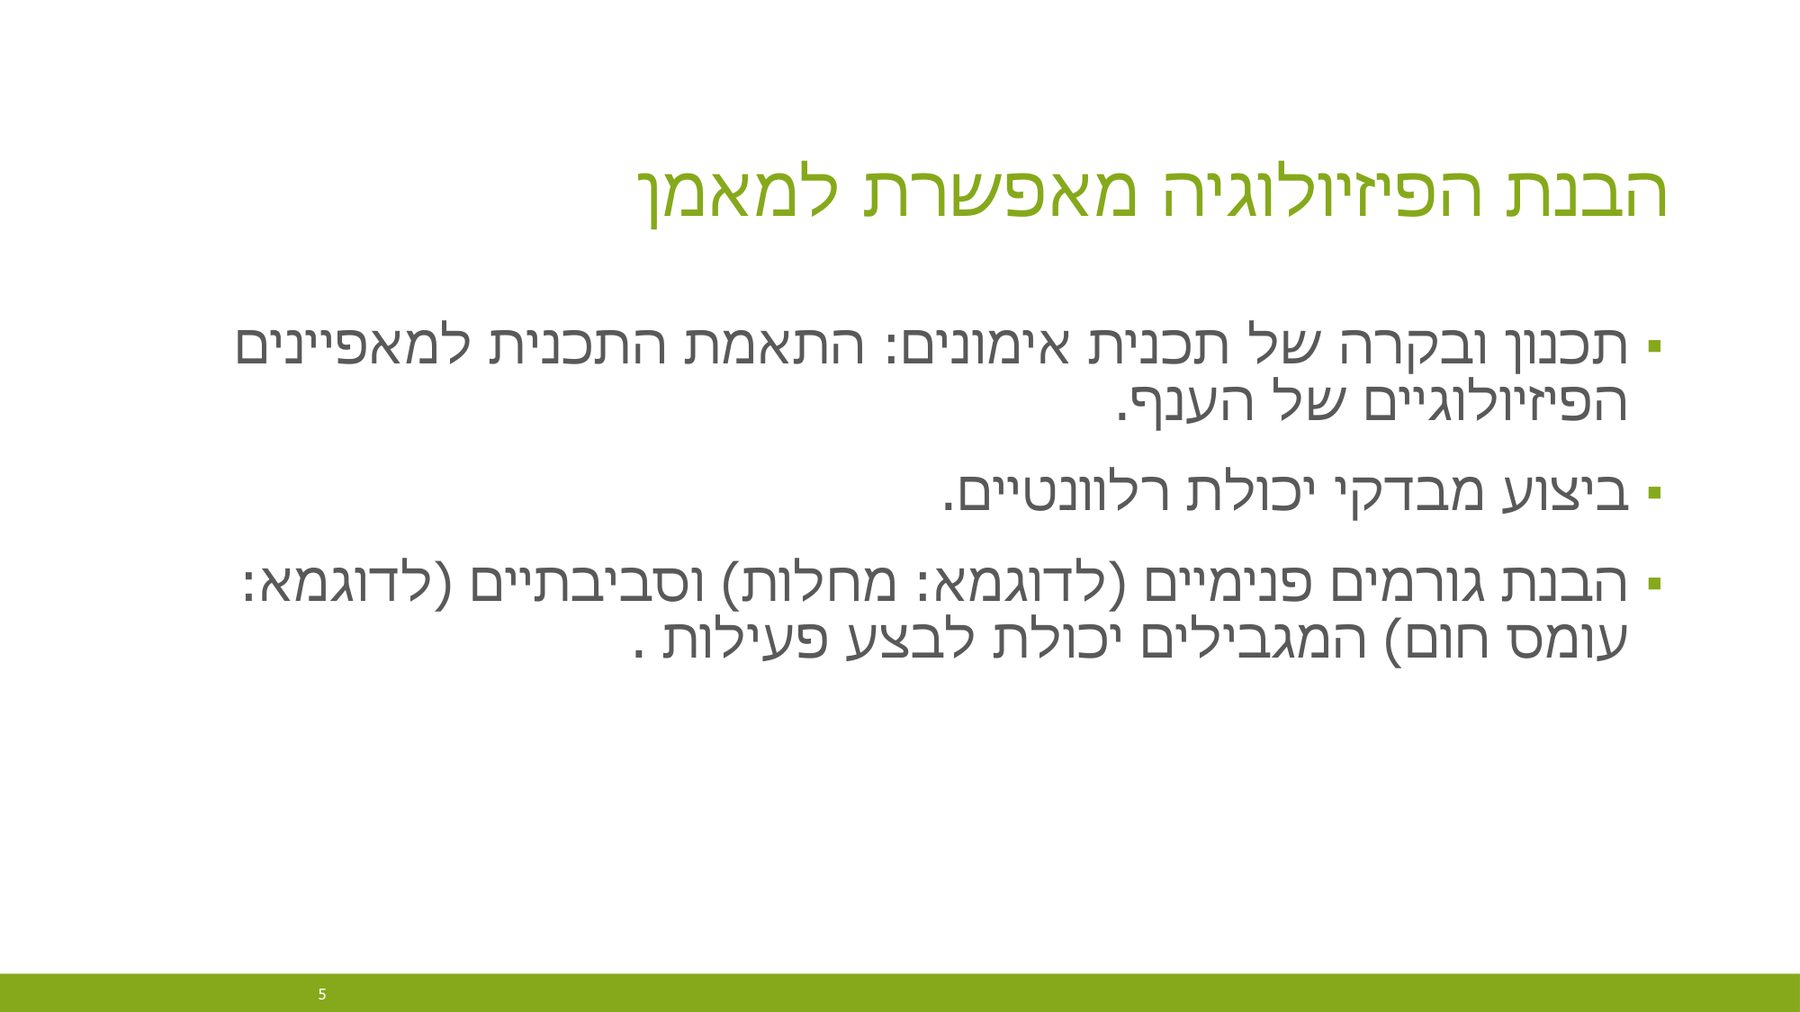 הבנת הפיזיולוגיה מאפשרת למאמן
▪ תכנון ובקרה של תכנית אימונים: התאמת התכנית למאפיינים
הפיזיולוגיים של הענף.
▪ ביצוע מבדקי יכולת רלוונטיים.
▪ הבנת גורמים פנימיים (לדוגמא: מחלות) וסביבתיים (לדוגמא:
עומס חום) המגבילים יכולת לבצע פעילות .
5